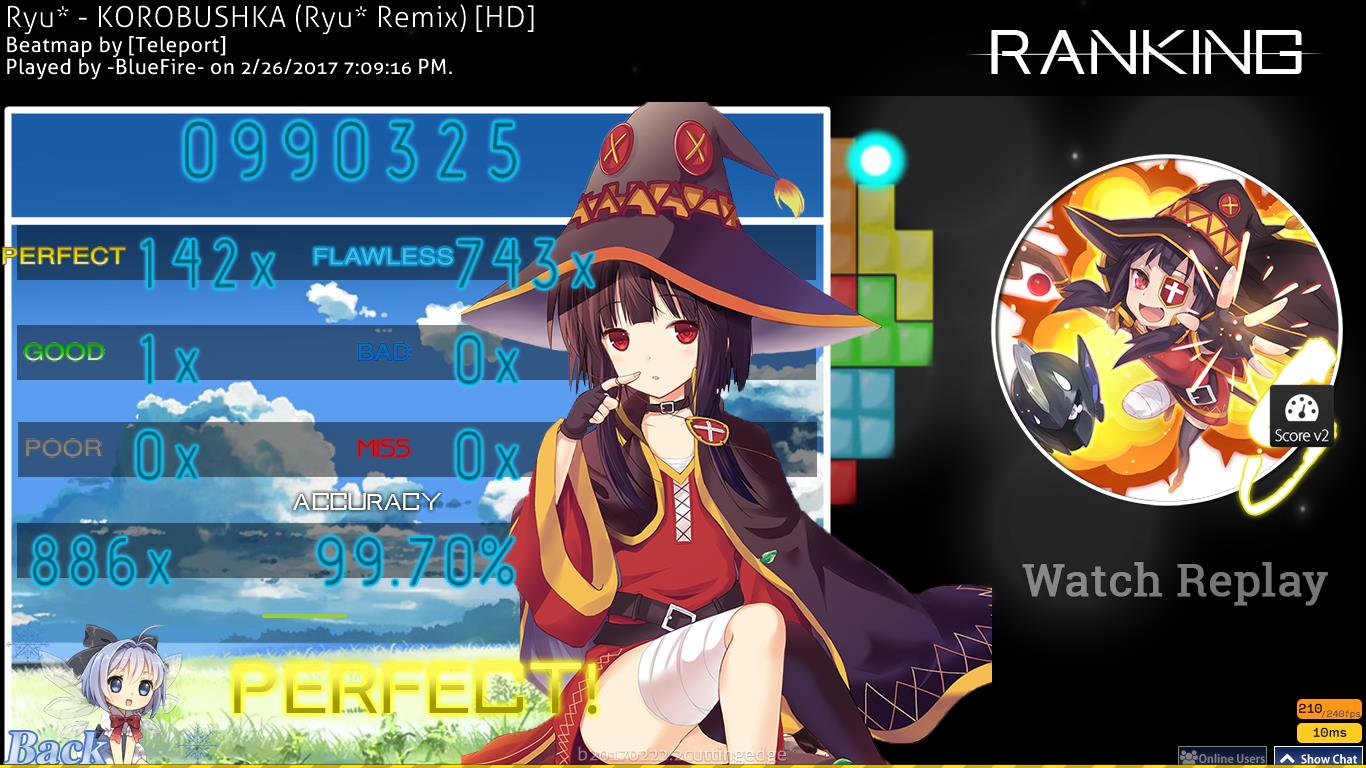 Ryu* - KOROBUSHKA (Ryu* Remix) [HD]
Beatmap by [Teleport]
Played by -BlueFire- on 2/26/2017 7:09:16 PM.
RANKING
0990325
PERFECT 142x FLAWLESS 743x
GOOD 1x BAD 0x
POOR 0x MISS 0x
Score v2
ACCURACY
886x 99.70%
Watch Replay
PERFECT!
210/240fps
10ms
Back
b20170222.2cuttingedge
Online Users Show Chat